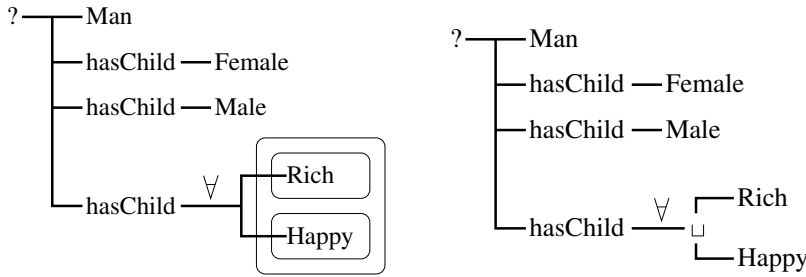 ? Man
hasChild Female
hasChild Male
hasChild ∀ Rich
Happy
? Man
hasChild Female
hasChild Male
hasChild ∀ ⊔ Rich
Happy